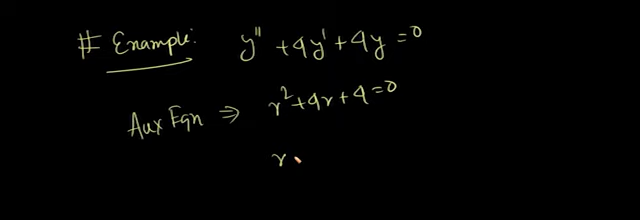 # Example: y'' + 4y' + 4y = 0
Aux Eqn ⇒ r² + 4r + 4 = 0
r